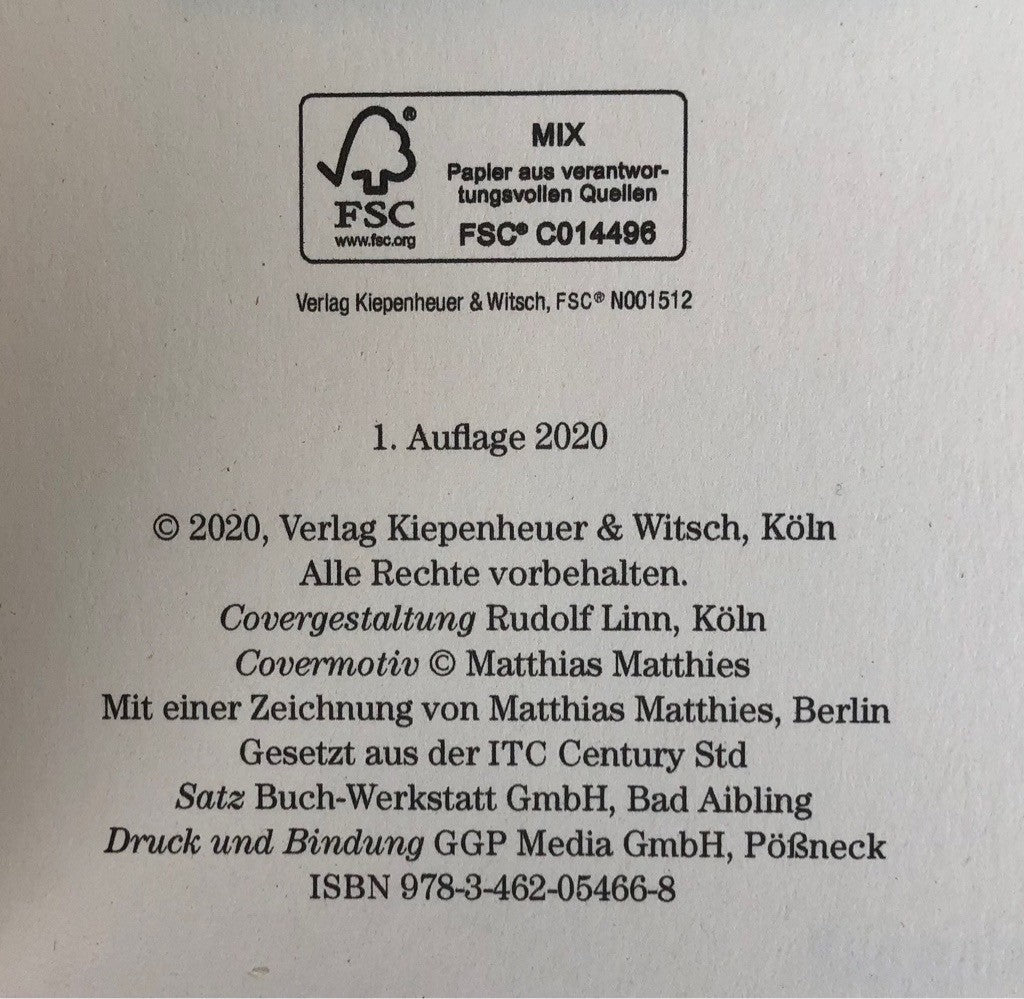 MIX
Papier aus verantwor-
tungsvollen Quellen
FSC® C014496
®
FSC
www.fsc.org
Verlag Kiepenheuer & Witsch, FSC® N001512
1. Auflage 2020
© 2020, Verlag Kiepenheuer & Witsch, Köln
Alle Rechte vorbehalten.
Covergestaltung Rudolf Linn, Köln
Covermotiv © Matthias Matthies
Mit einer Zeichnung von Matthias Matthies, Berlin
Gesetzt aus der ITC Century Std
Satz Buch-Werkstatt GmbH, Bad Aibling
Druck und Bindung GGP Media GmbH, Pößneck
ISBN 978-3-462-05466-8